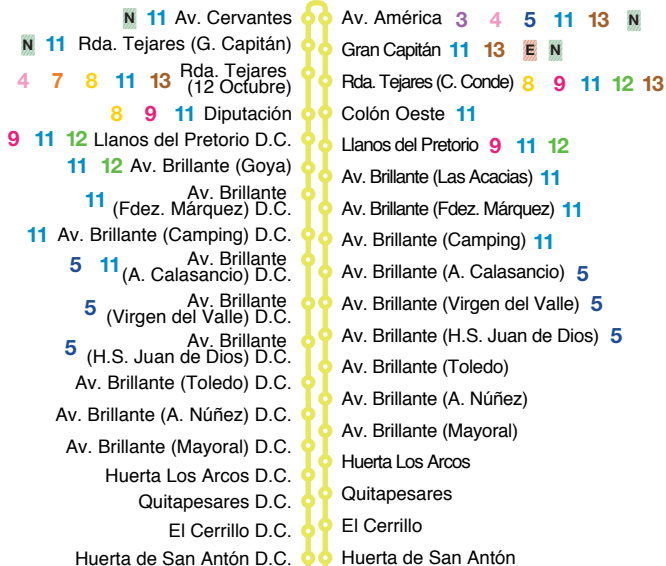 N 11 Av. Cervantes
N 11 Rda. Tejares (G. Capitán)
4 7 8 11 13 Rda. Tejares
(12 Octubre)
8 9 11 Diputación
9 11 12 Llanos del Pretorio D.C.
11 12 Av. Brillante (Goya)
11 Av. Brillante
(Fdez. Márquez) D.C.
11 Av. Brillante (Camping) D.C.
5 11 Av. Brillante
(A. Calasancio) D.C.
5 Av. Brillante
(Virgen del Valle) D.C.
5 Av. Brillante
(H.S. Juan de Dios) D.C.
Av. Brillante (Toledo) D.C.
Av. Brillante (A. Núñez) D.C.
Av. Brillante (Mayoral) D.C.
Huerta Los Arcos D.C.
Quitapesares D.C.
El Cerrillo D.C.
Huerta de San Antón D.C.
Av. América 3 4 5 11 13 N
Gran Capitán 11 13 E N
Rda. Tejares (C. Conde) 8 9 11 12 13
Colón Oeste 11
Llanos del Pretorio 9 11 12
Av. Brillante (Las Acacias) 11
Av. Brillante (Fdez. Márquez) 11
Av. Brillante (Camping) 11
Av. Brillante (A. Calasancio) 5
Av. Brillante (Virgen del Valle) 5
Av. Brillante (H.S. Juan de Dios) 5
Av. Brillante (Toledo)
Av. Brillante (A. Núñez)
Av. Brillante (Mayoral)
Huerta Los Arcos
Quitapesares
El Cerrillo
Huerta de San Antón